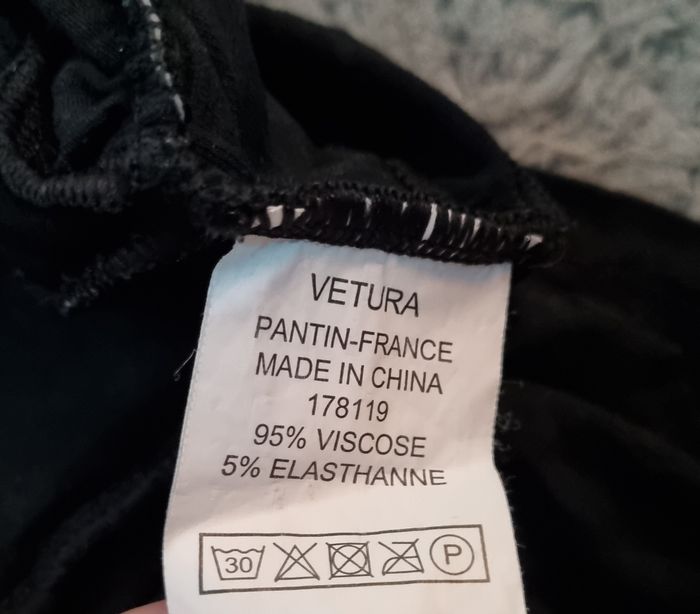 VETURA
PANTIN-FRANCE
MADE IN CHINA
178119
95% VISCOSE
5% ELASTHANNE
30 P